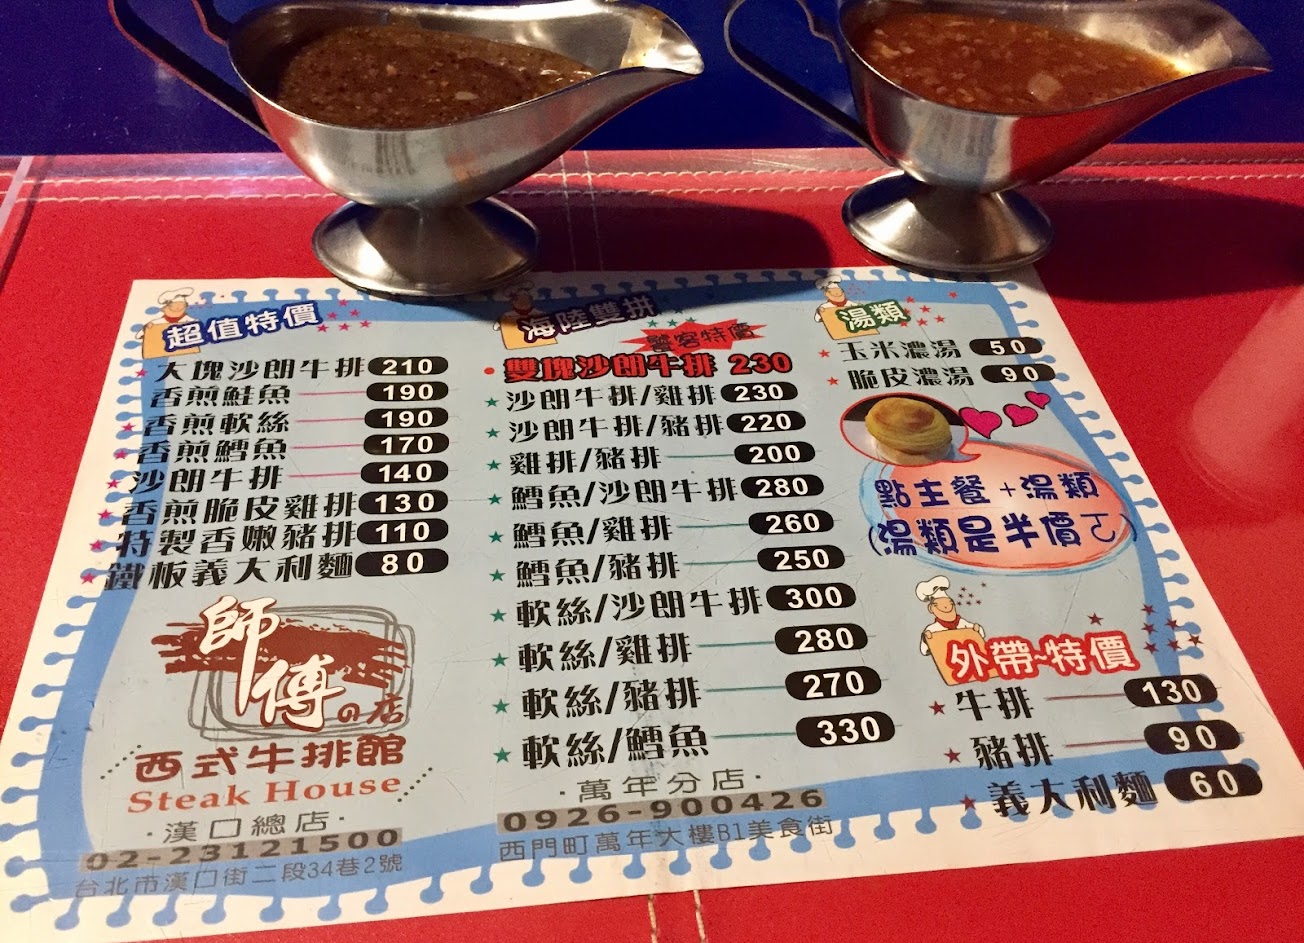 超值特價
大塊沙朗牛排 210
香煎鮭魚 190
香煎軟絲 190
香煎鱈魚 170
沙朗牛排 140
香煎脆皮雞排 130
特製香嫩豬排 110
鐵板義大利麵 80
師傅の店
西式牛排館
Steak House
·漢口總店·
02-23121500
台北市漢口街二段34巷2號
海陸雙拼
饕客特價
雙塊沙朗牛排 230
沙朗牛排/雞排 230
沙朗牛排/豬排 220
雞排/豬排 200
鱈魚/沙朗牛排 280
鱈魚/雞排 260
鱈魚/豬排 250
軟絲/沙朗牛排 300
軟絲/雞排 280
軟絲/豬排 270
軟絲/鱈魚 330
·萬年分店·
0926-900426
西門町萬年大樓B1美食街
湯類
玉米濃湯 50
脆皮濃湯 90
點主餐+湯類
(湯類是半價ㄛ)
外帶~特價
牛排 130
豬排 90
義大利麵 60